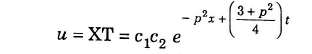 u = XT = c₁c₂ e^{-p²x + ((3 + p²)/4) t}